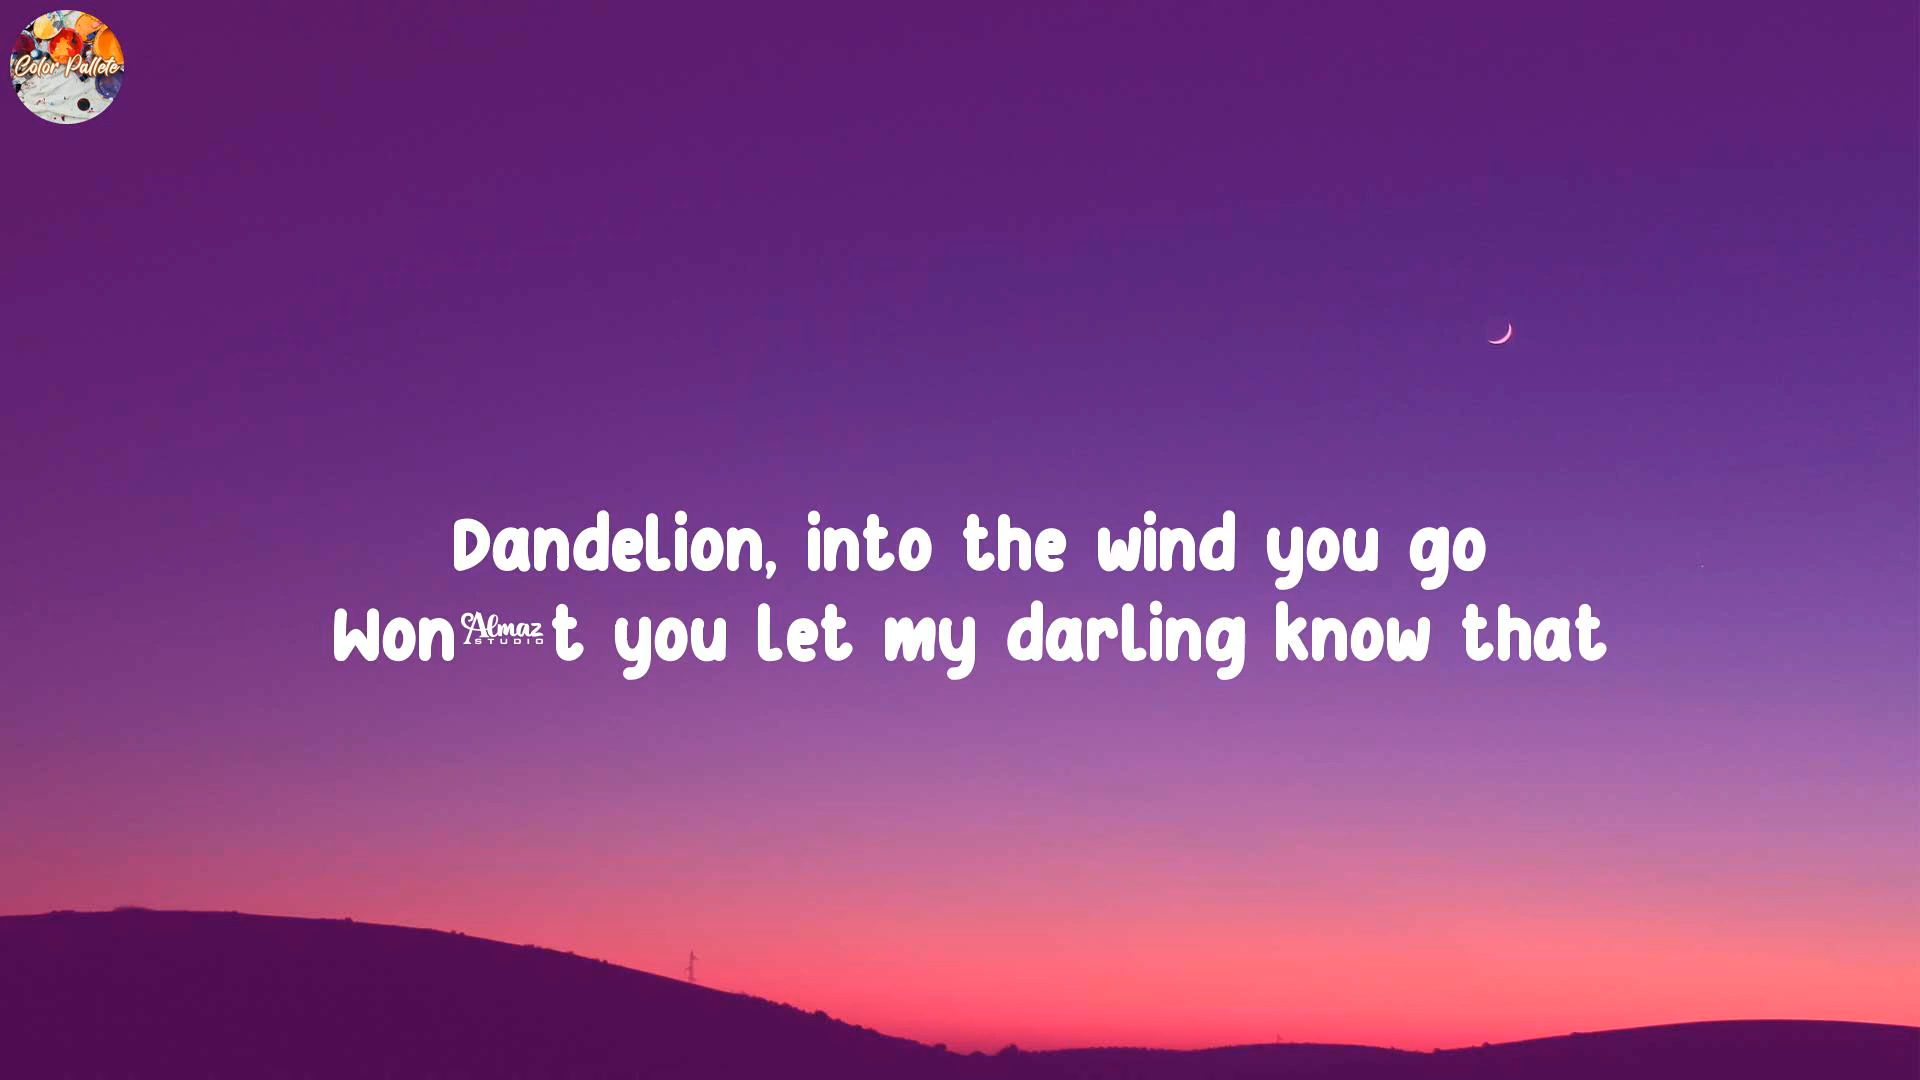 Color Pallete
Dandelion, into the wind you go
Won Almaz STUDIO t you let my darling know that